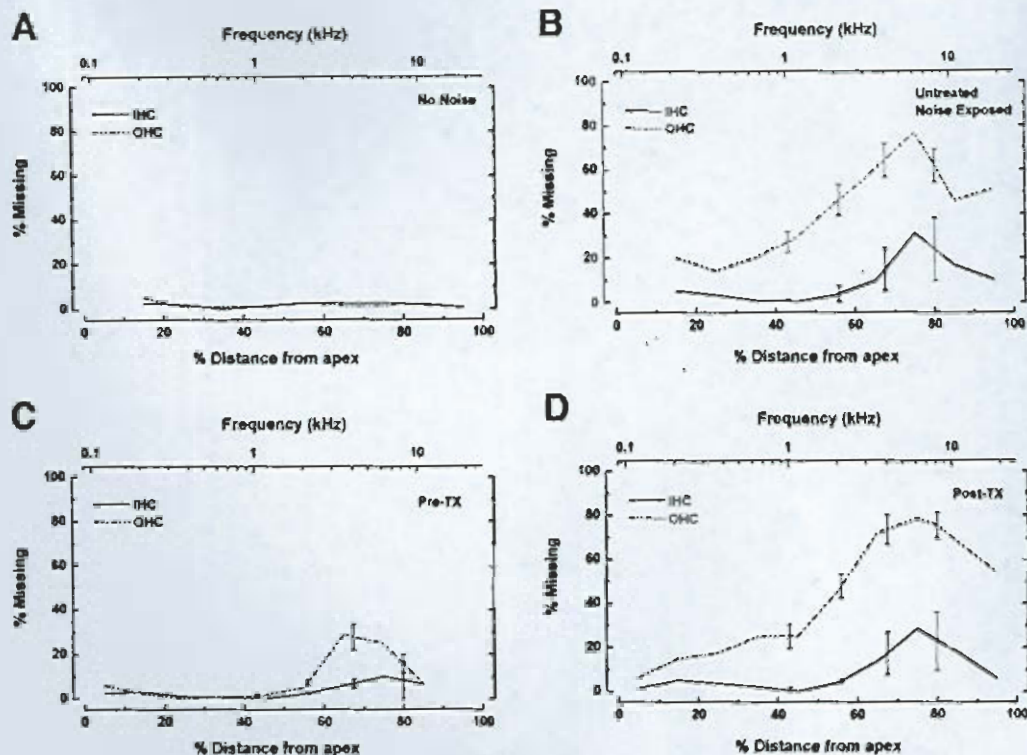 A
Frequency (kHz)
0.1 1 10
100
80
60
40
20
0
% Missing
IHC
OHC
No Noise
0 20 40 60 80 100
% Distance from apex
B
Frequency (kHz)
0.1 1 10
100
80
60
40
20
0
% Missing
IHC
OHC
Untreated
Noise Exposed
0 20 40 60 80 100
% Distance from apex
C
Frequency (kHz)
0.1 1 10
100
80
60
40
20
0
% Missing
IHC
OHC
Pre-TX
0 20 40 60 80 100
% Distance from apex
D
Frequency (kHz)
0.1 1 10
100
80
60
40
20
0
% Missing
IHC
OHC
Post-TX
0 20 40 60 80 100
% Distance from apex